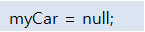 myCar = null;